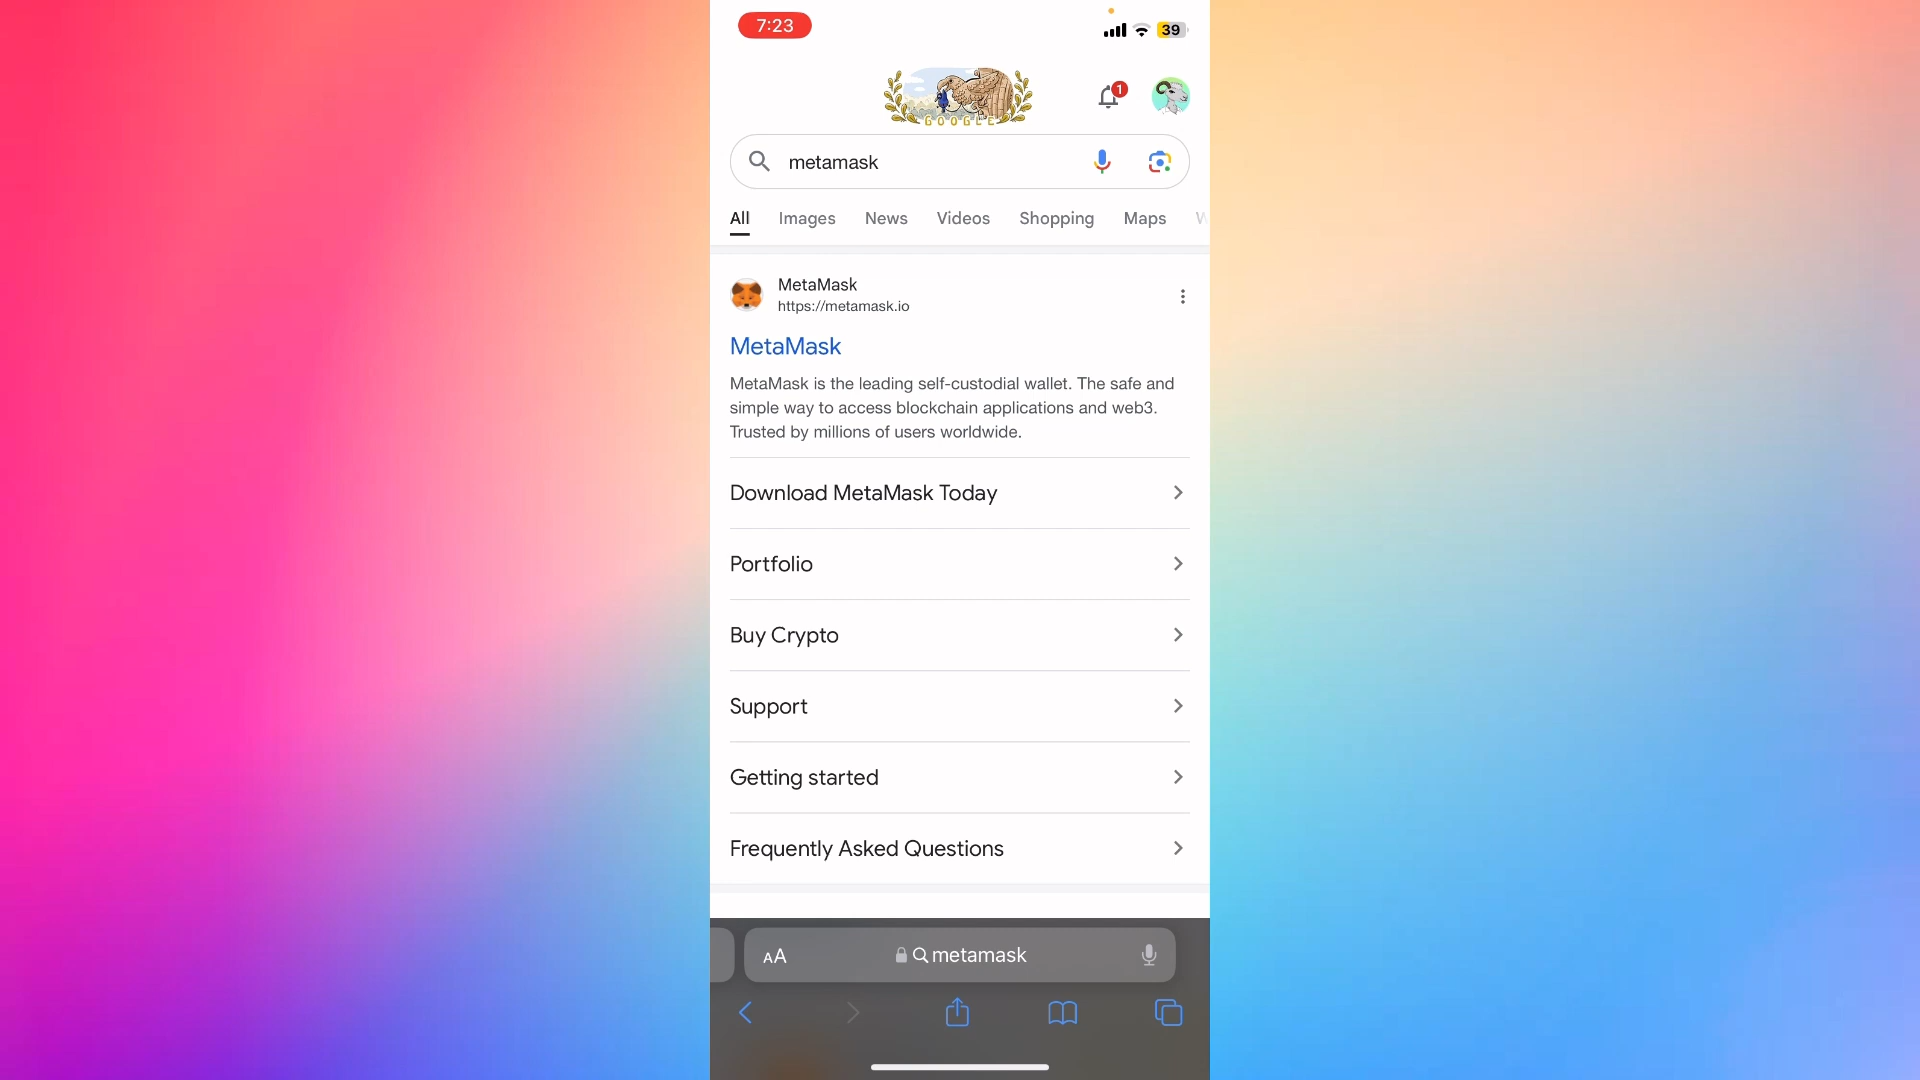 7:23
39
GOOGLE
1
metamask
All Images News Videos Shopping Maps W
MetaMask
https://metamask.io
MetaMask
MetaMask is the leading self-custodial wallet. The safe and
simple way to access blockchain applications and web3.
Trusted by millions of users worldwide.
Download MetaMask Today
Portfolio
Buy Crypto
Support
Getting started
Frequently Asked Questions
AA metamask